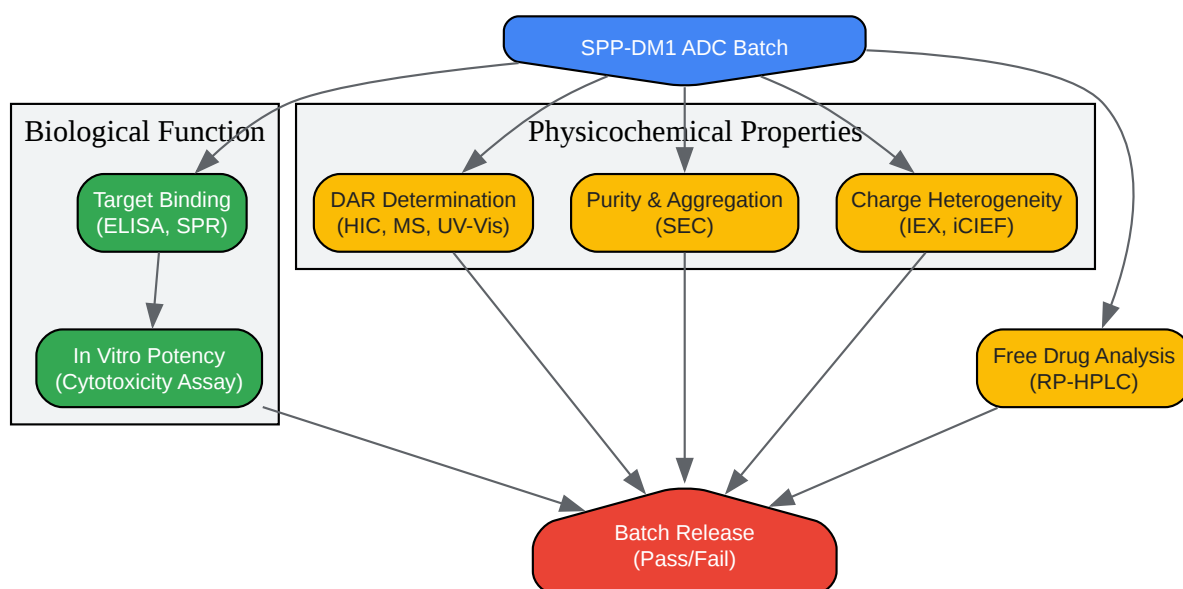 SPP-DM1 ADC Batch
Biological Function
Physicochemical Properties
Target Binding
(ELISA, SPR)
DAR Determination
(HIC, MS, UV-Vis)
Purity & Aggregation
(SEC)
Charge Heterogeneity
(IEX, iCIEF)
In Vitro Potency
(Cytotoxicity Assay)
Free Drug Analysis
(RP-HPLC)
Batch Release
(Pass/Fail)